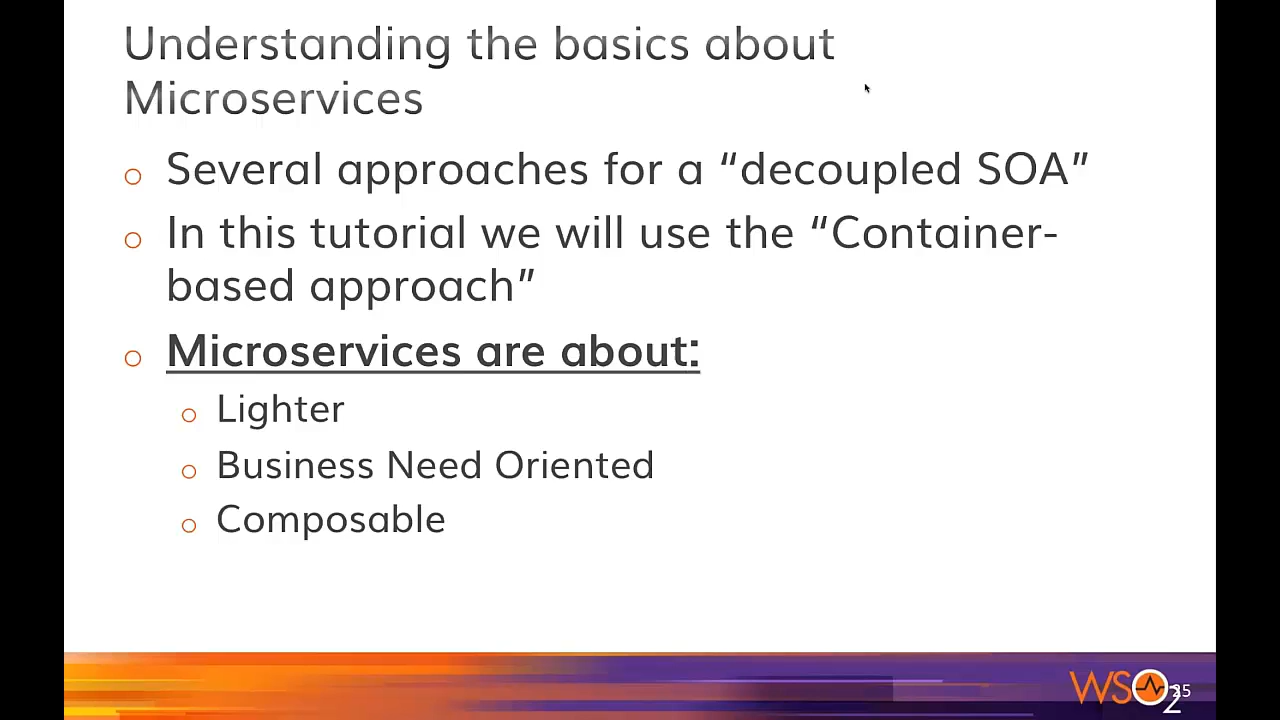 Understanding the basics about
Microservices
Several approaches for a “decoupled SOA”
In this tutorial we will use the “Container-
based approach”
Microservices are about:
Lighter
Business Need Oriented
Composable
WSO2